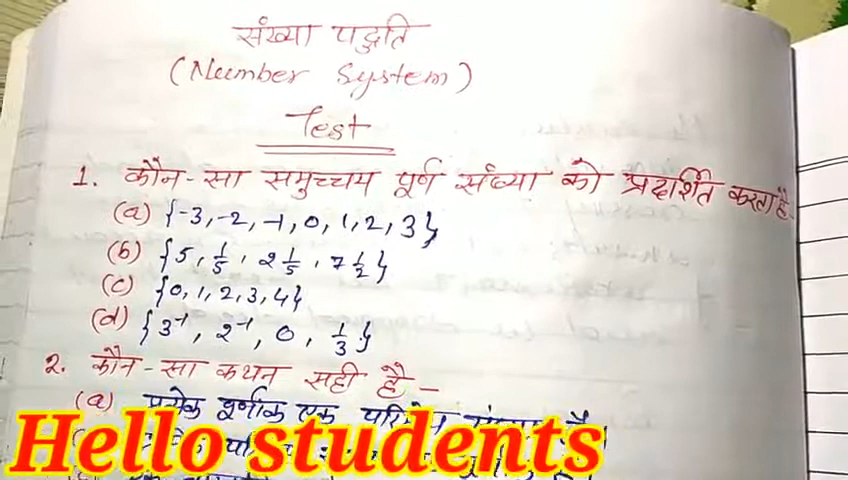 संख्या पद्धति
(Number System)
Test
1. कौन-सा समुच्चय पूर्ण संख्या को प्रदर्शित करता है-
(a) {-3, -2, -1, 0, 1, 2, 3}
(b) {5, 1/5, 2 1/5, 7 1/2}
(c) {0, 1, 2, 3, 4}
(d) {3⁻¹, 2⁻¹, 0, 1/3}
2. कौन-सा कथन सही है-
(a) प्रत्येक पूर्णांक एक
Hello students